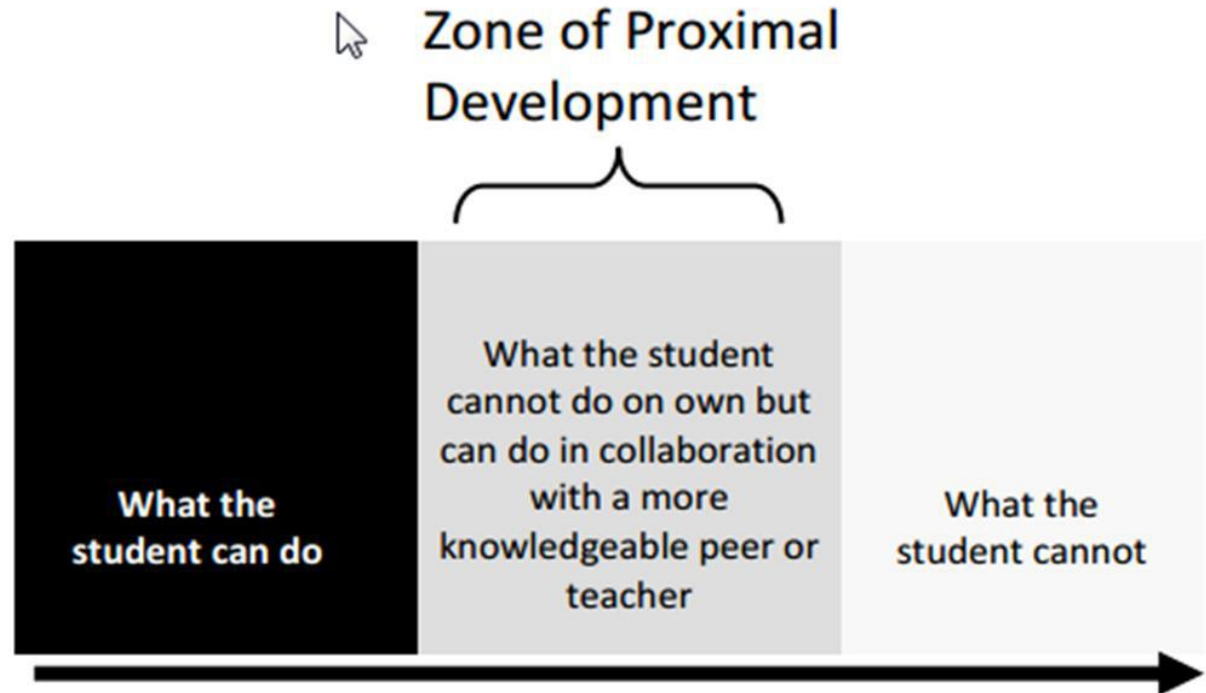 Zone of Proximal
Development
What the
student can do
What the student
cannot do on own but
can do in collaboration
with a more
knowledgeable peer or
teacher
What the
student cannot